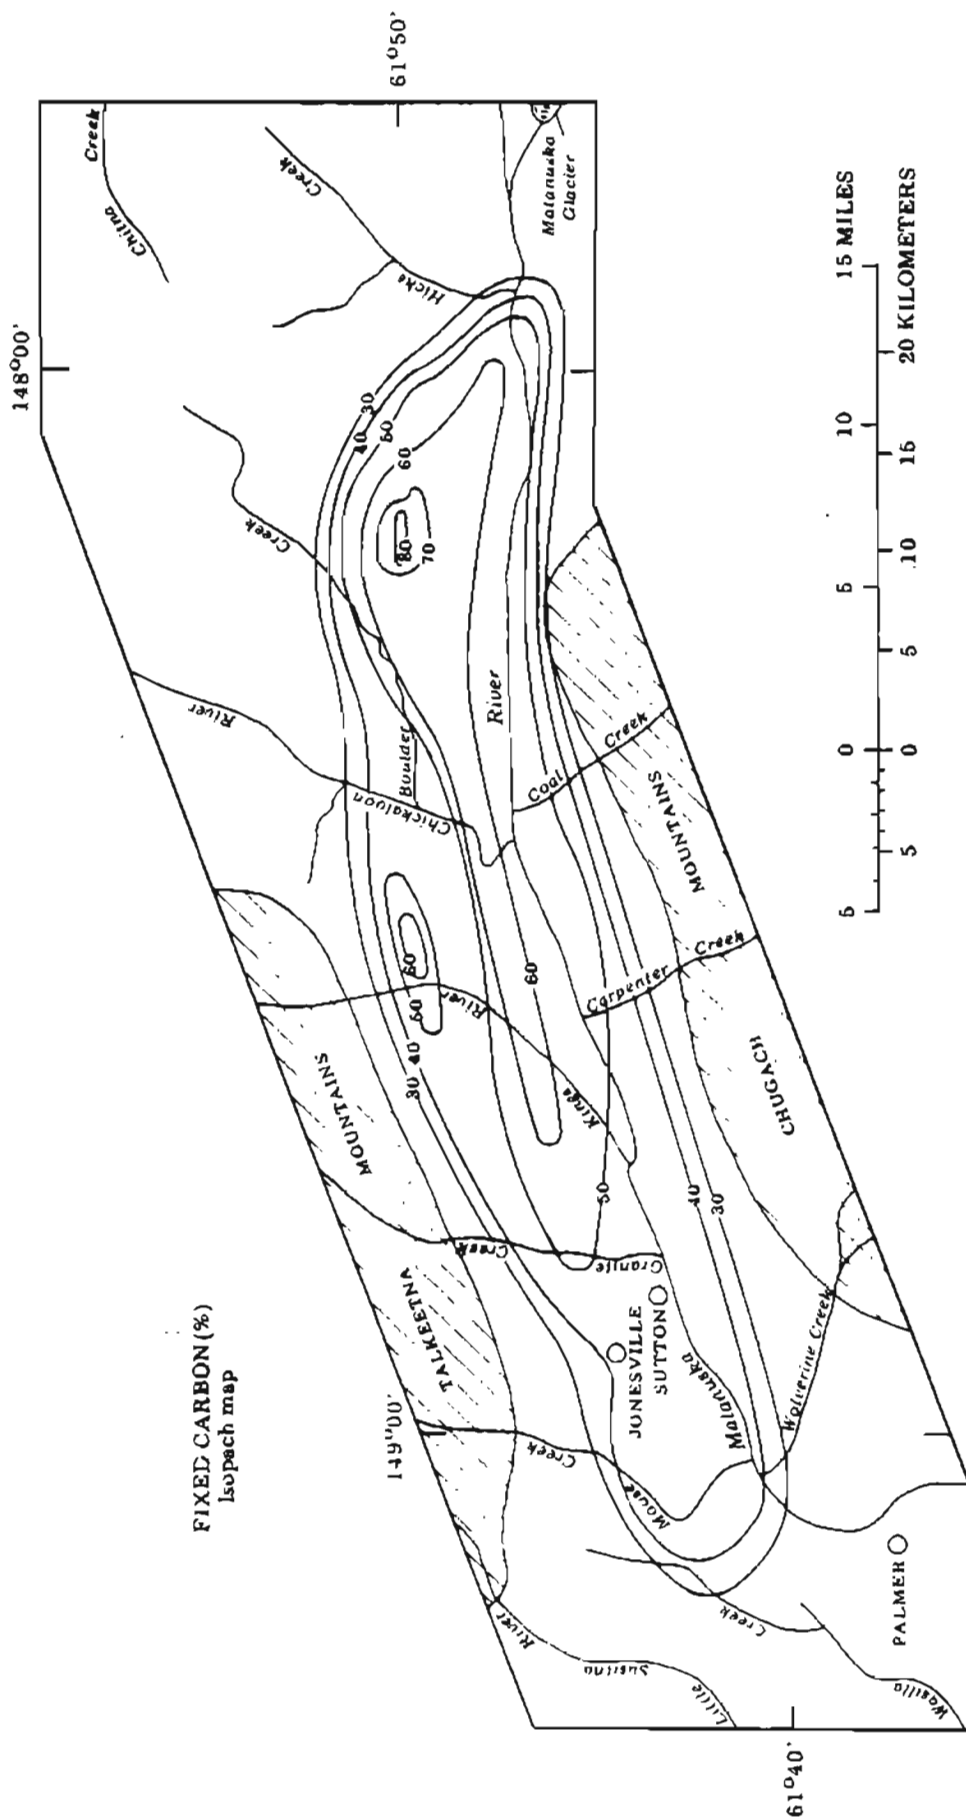 FIXED CARBON (%)
Isopach map
148°00'
61°50'
Chitna Creek
Creek
Hicks
Matanuska
Glacier
Creek
Boulder
River
Chickaloon
River
Coal Creek
MOUNTAINS
CHUGACH
Carpenter Creek
River
Kings
MOUNTAINS
TALKEETNA
Creek
Granite
149°00'
Creek
Moose
JONESVILLE
SUTTON
Matanuska
Wolverine Creek
River
Susitna
Little
Creek
Wasilla
PALMER
61°40'
30
40
50
60
70
80
60
50
40
30
60
50
40
30
5 0 5 10 15 MILES
5 0 5 10 15 20 KILOMETERS